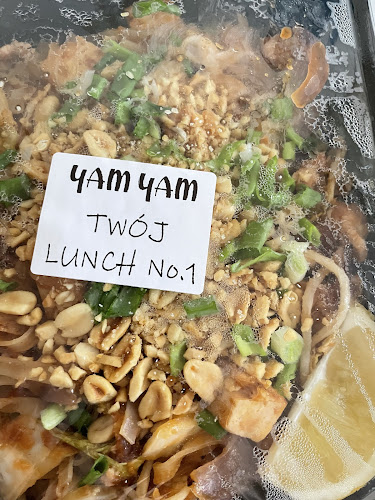 YAM YAM
TWÓJ
LUNCH No.1